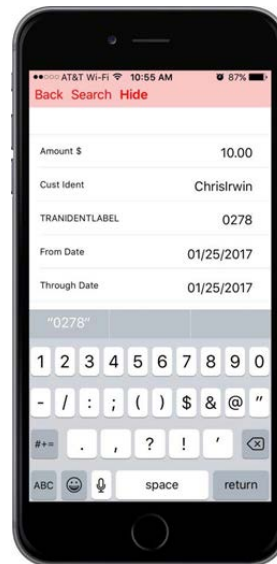 AT&T Wi-Fi 10:55 AM 87%
Back Search Hide
Amount $ 10.00
Cust Ident ChrisIrwin
TRANIDENTLABEL 0278
From Date 01/25/2017
Through Date 01/25/2017
“0278”
1 2 3 4 5 6 7 8 9 0
- / : ; ( ) $ & @ "
#+= . , ? ! '
ABC space return